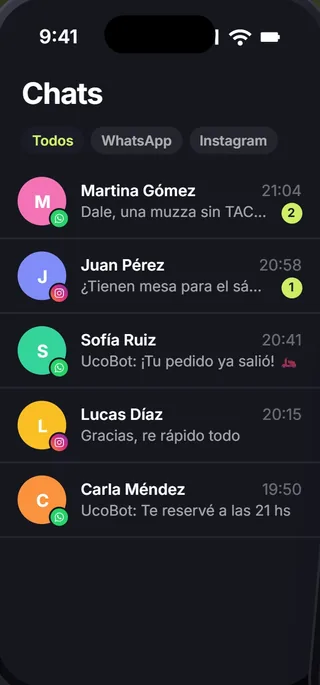 9:41
Chats
Todos WhatsApp Instagram
M Martina Gómez 21:04
Dale, una muzza sin TAC... 2
J Juan Pérez 20:58
¿Tienen mesa para el sá... 1
S Sofía Ruiz 20:41
UcoBot: ¡Tu pedido ya salió! 🛵
L Lucas Díaz 20:15
Gracias, re rápido todo
C Carla Méndez 19:50
UcoBot: Te reservé a las 21 hs